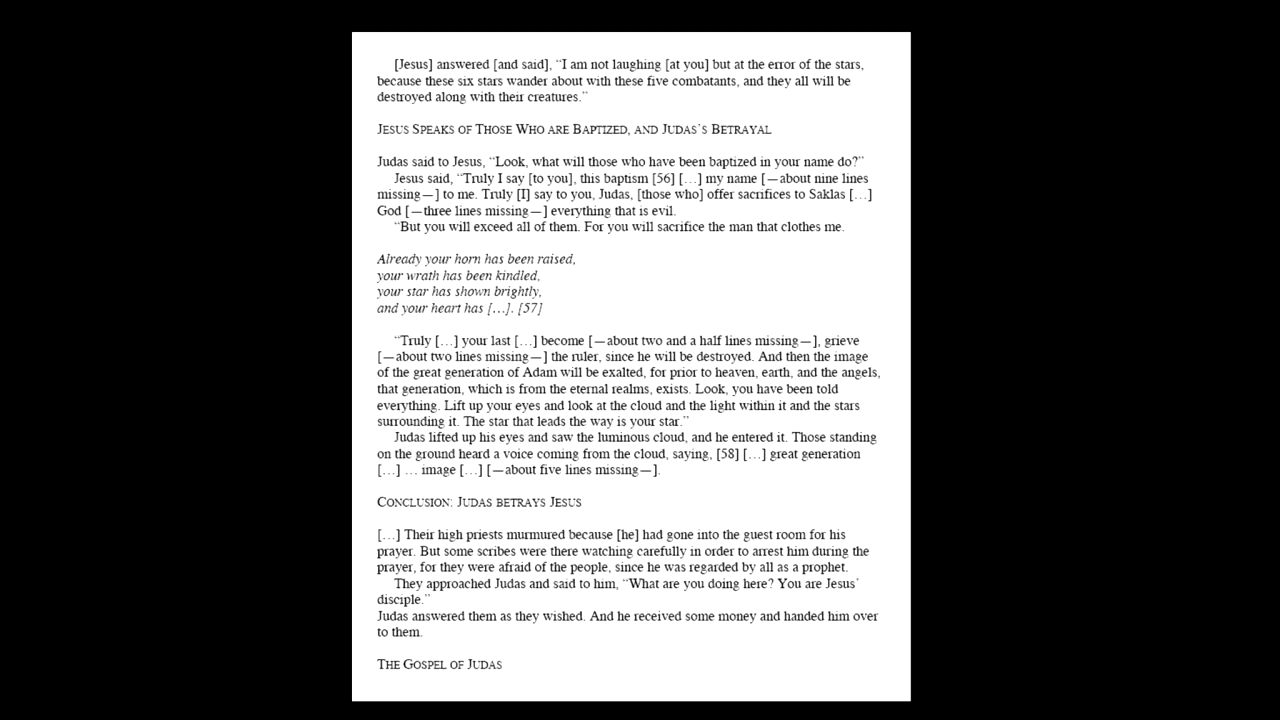 [Jesus] answered [and said], “I am not laughing [at you] but at the error of the stars,
because these six stars wander about with these five combatants, and they all will be
destroyed along with their creatures.”
JESUS SPEAKS OF THOSE WHO ARE BAPTIZED, AND JUDAS’S BETRAYAL
Judas said to Jesus, “Look, what will those who have been baptized in your name do?”
Jesus said, “Truly I say [to you], this baptism [56] […] my name [—about nine lines
missing—] to me. Truly [I] say to you, Judas, [those who] offer sacrifices to Saklas […]
God [—three lines missing—] everything that is evil.
“But you will exceed all of them. For you will sacrifice the man that clothes me.
Already your horn has been raised,
your wrath has been kindled,
your star has shown brightly,
and your heart has […]. [57]
“Truly […] your last […] become [—about two and a half lines missing—], grieve
[—about two lines missing—] the ruler, since he will be destroyed. And then the image
of the great generation of Adam will be exalted, for prior to heaven, earth, and the angels,
that generation, which is from the eternal realms, exists. Look, you have been told
everything. Lift up your eyes and look at the cloud and the light within it and the stars
surrounding it. The star that leads the way is your star.”
Judas lifted up his eyes and saw the luminous cloud, and he entered it. Those standing
on the ground heard a voice coming from the cloud, saying, [58] […] great generation
[…] … image […] [—about five lines missing—].
CONCLUSION: JUDAS BETRAYS JESUS
[…] Their high priests murmured because [he] had gone into the guest room for his
prayer. But some scribes were there watching carefully in order to arrest him during the
prayer, for they were afraid of the people, since he was regarded by all as a prophet.
They approached Judas and said to him, “What are you doing here? You are Jesus’
disciple.”
Judas answered them as they wished. And he received some money and handed him over
to them.
THE GOSPEL OF JUDAS